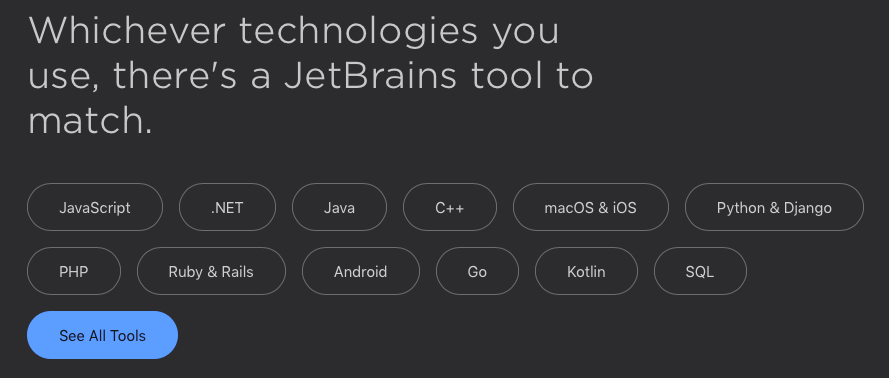 Whichever technologies you
use, there's a JetBrains tool to
match.
JavaScript .NET Java C++ macOS & iOS Python & Django
PHP Ruby & Rails Android Go Kotlin SQL
See All Tools